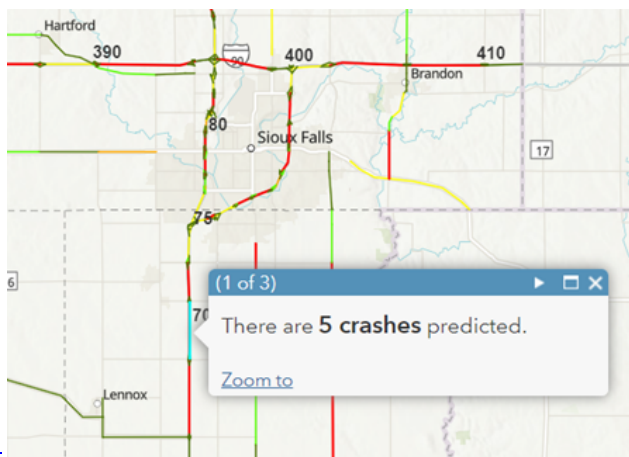 Hartford
390
90
400
410
Brandon
80
Sioux Falls
17
75
(1 of 3)
70
There are 5 crashes predicted.
Zoom to
Lennox